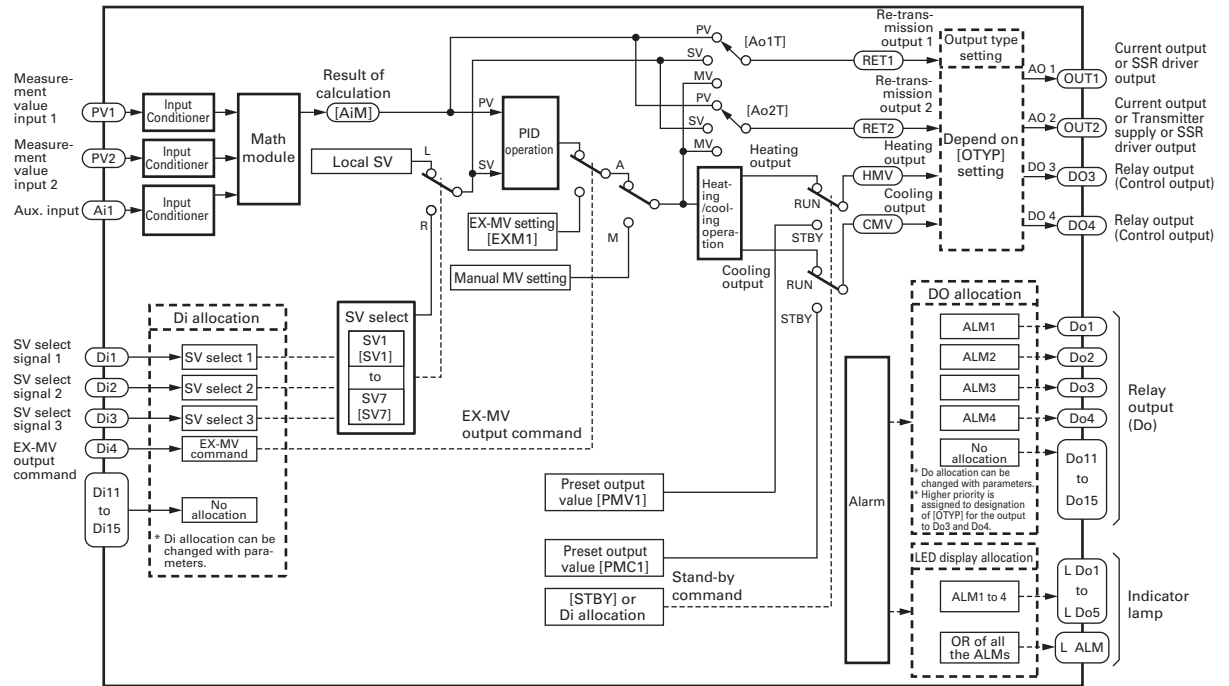 Measure-
ment
value
input 1
PV1
Input
Conditioner
Measure-
ment
value
input 2
PV2
Input
Conditioner
Aux. input
Ai1
Input
Conditioner
Math
module
Result of
calculation
[AiM]
Local SV
L
R
PV
SV
PID
operation
EX-MV setting
[EXM1]
Manual MV setting
A
M
PV
SV
MV
[Ao1T]
PV
SV
MV
[Ao2T]
Re-trans-
mission
output 1
RET1
Re-trans-
mission
output 2
RET2
Heating
output
Heating
output
HMV
Cooling
output
CMV
Heat-
ing
/cool-
ing
opera-
tion
Cooling
output
RUN
STBY
RUN
STBY
Output type
setting
Depend on
[OTYP]
setting
AO 1
OUT1
Current output
or SSR driver
output
AO 2
OUT2
Current output
or Transmitter
supply or SSR
driver output
DO 3
DO3
Relay output
(Control output)
DO 4
DO4
Relay output
(Control output)
Di allocation
SV select
signal 1
Di1
SV select 1
SV select
signal 2
Di2
SV select 2
SV select
signal 3
Di3
SV select 3
EX-MV
output
command
Di4
EX-MV
command
Di11
to
Di15
No
allocation
* Di allocation can be
changed with para-
meters.
SV select
SV1
[SV1]
to
SV7
[SV7]
EX-MV
output command
Preset output
value [PMV1]
Preset output
value [PMC1]
Stand-by
command
[STBY] or
Di allocation
Alarm
DO allocation
ALM1
Do1
ALM2
Do2
ALM3
Do3
ALM4
Do4
No
allocation
Do11
to
Do15
* Do allocation can be
changed with parameters.
* Higher priority is
assigned to designation
of [OTYP] for the output
to Do3 and Do4.
Relay
output
(Do)
LED display allocation
ALM1 to 4
L Do1
to
L Do5
OR of all
the ALMs
L ALM
Indicator
lamp